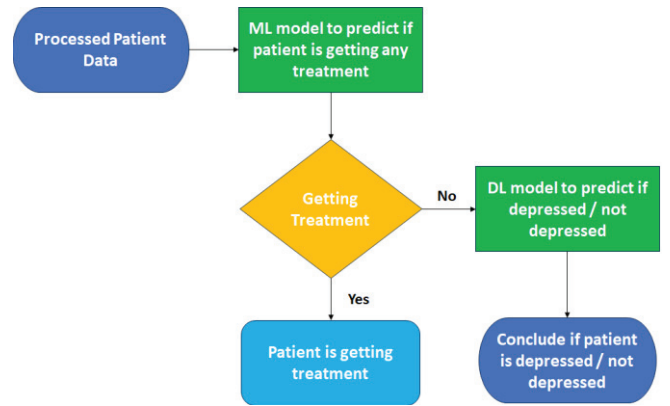 Processed Patient
Data
ML model to predict if
patient is getting any
treatment
Getting
Treatment
No
DL model to predict if
depressed / not
depressed
Yes
Patient is getting
treatment
Conclude if patient
is depressed / not
depressed